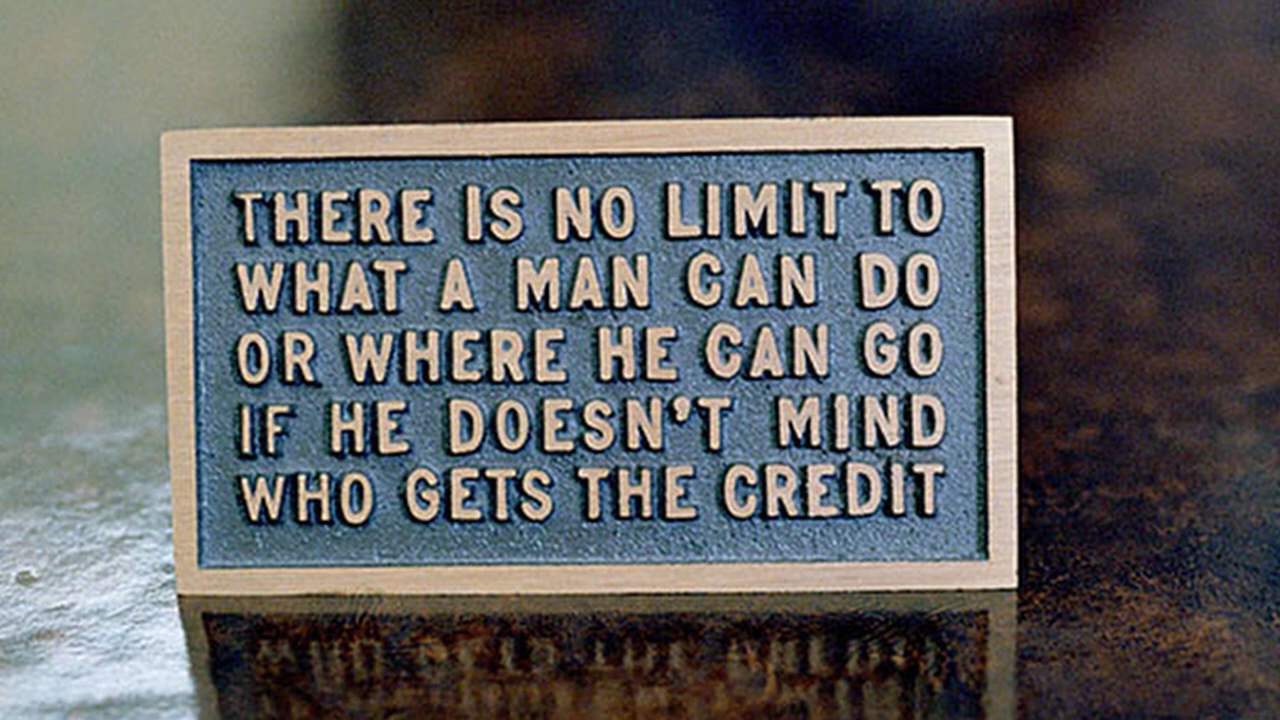 THERE IS NO LIMIT TO
WHAT A MAN CAN DO
OR WHERE HE CAN GO
IF HE DOESN'T MIND
WHO GETS THE CREDIT